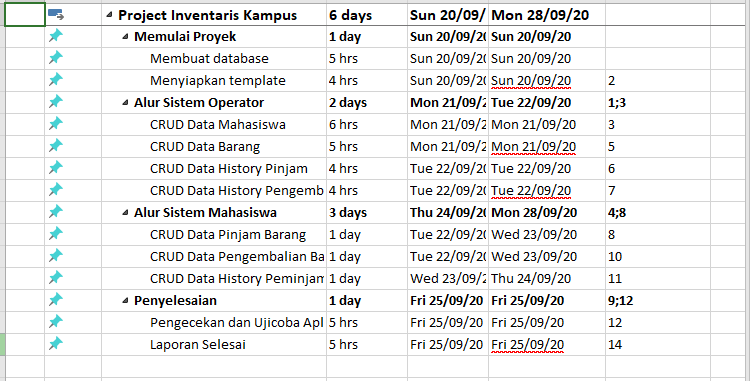 Project Inventaris Kampus 6 days Sun 20/09/ Mon 28/09/20
Memulai Proyek 1 day Sun 20/09/20 Sun 20/09/20
Membuat database 5 hrs Sun 20/09/20 Sun 20/09/20
Menyiapkan template 4 hrs Sun 20/09/20 Sun 20/09/20 2
Alur Sistem Operator 2 days Mon 21/09/2 Tue 22/09/20 1;3
CRUD Data Mahasiswa 6 hrs Mon 21/09/2 Mon 21/09/20 3
CRUD Data Barang 5 hrs Mon 21/09/2 Mon 21/09/20 5
CRUD Data History Pinjam 4 hrs Tue 22/09/20 Tue 22/09/20 6
CRUD Data History Pengemb 4 hrs Tue 22/09/20 Tue 22/09/20 7
Alur Sistem Mahasiswa 3 days Thu 24/09/20 Mon 28/09/20 4;8
CRUD Data Pinjam Barang 1 day Tue 22/09/20 Wed 23/09/20 8
CRUD Data Pengembalian Ba 1 day Tue 22/09/20 Wed 23/09/20 10
CRUD Data History Peminjam 1 day Wed 23/09/2 Thu 24/09/20 11
Penyelesaian 1 day Fri 25/09/20 Fri 25/09/20 9;12
Pengecekan dan Ujicoba Apl 5 hrs Fri 25/09/20 Fri 25/09/20 12
Laporan Selesai 5 hrs Fri 25/09/20 Fri 25/09/20 14